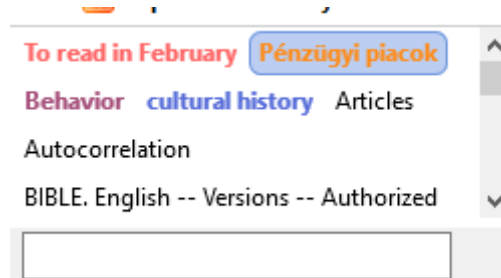 To read in February Pénzügyi piacok
Behavior cultural history Articles
Autocorrelation
BIBLE. English -- Versions -- Authorized